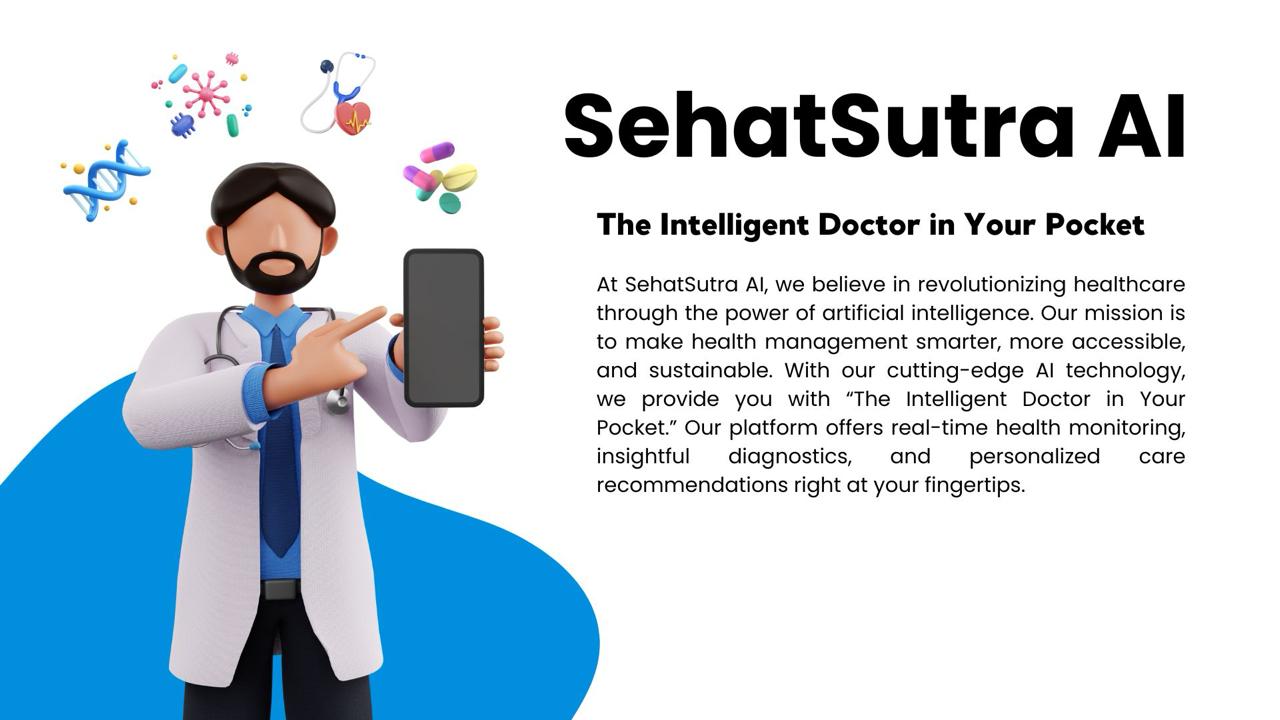 SehatSutra AI
The Intelligent Doctor in Your Pocket
At SehatSutra AI, we believe in revolutionizing healthcare
through the power of artificial intelligence. Our mission is
to make health management smarter, more accessible,
and sustainable. With our cutting-edge AI technology,
we provide you with “The Intelligent Doctor in Your
Pocket.” Our platform offers real-time health monitoring,
insightful diagnostics, and personalized care
recommendations right at your fingertips.